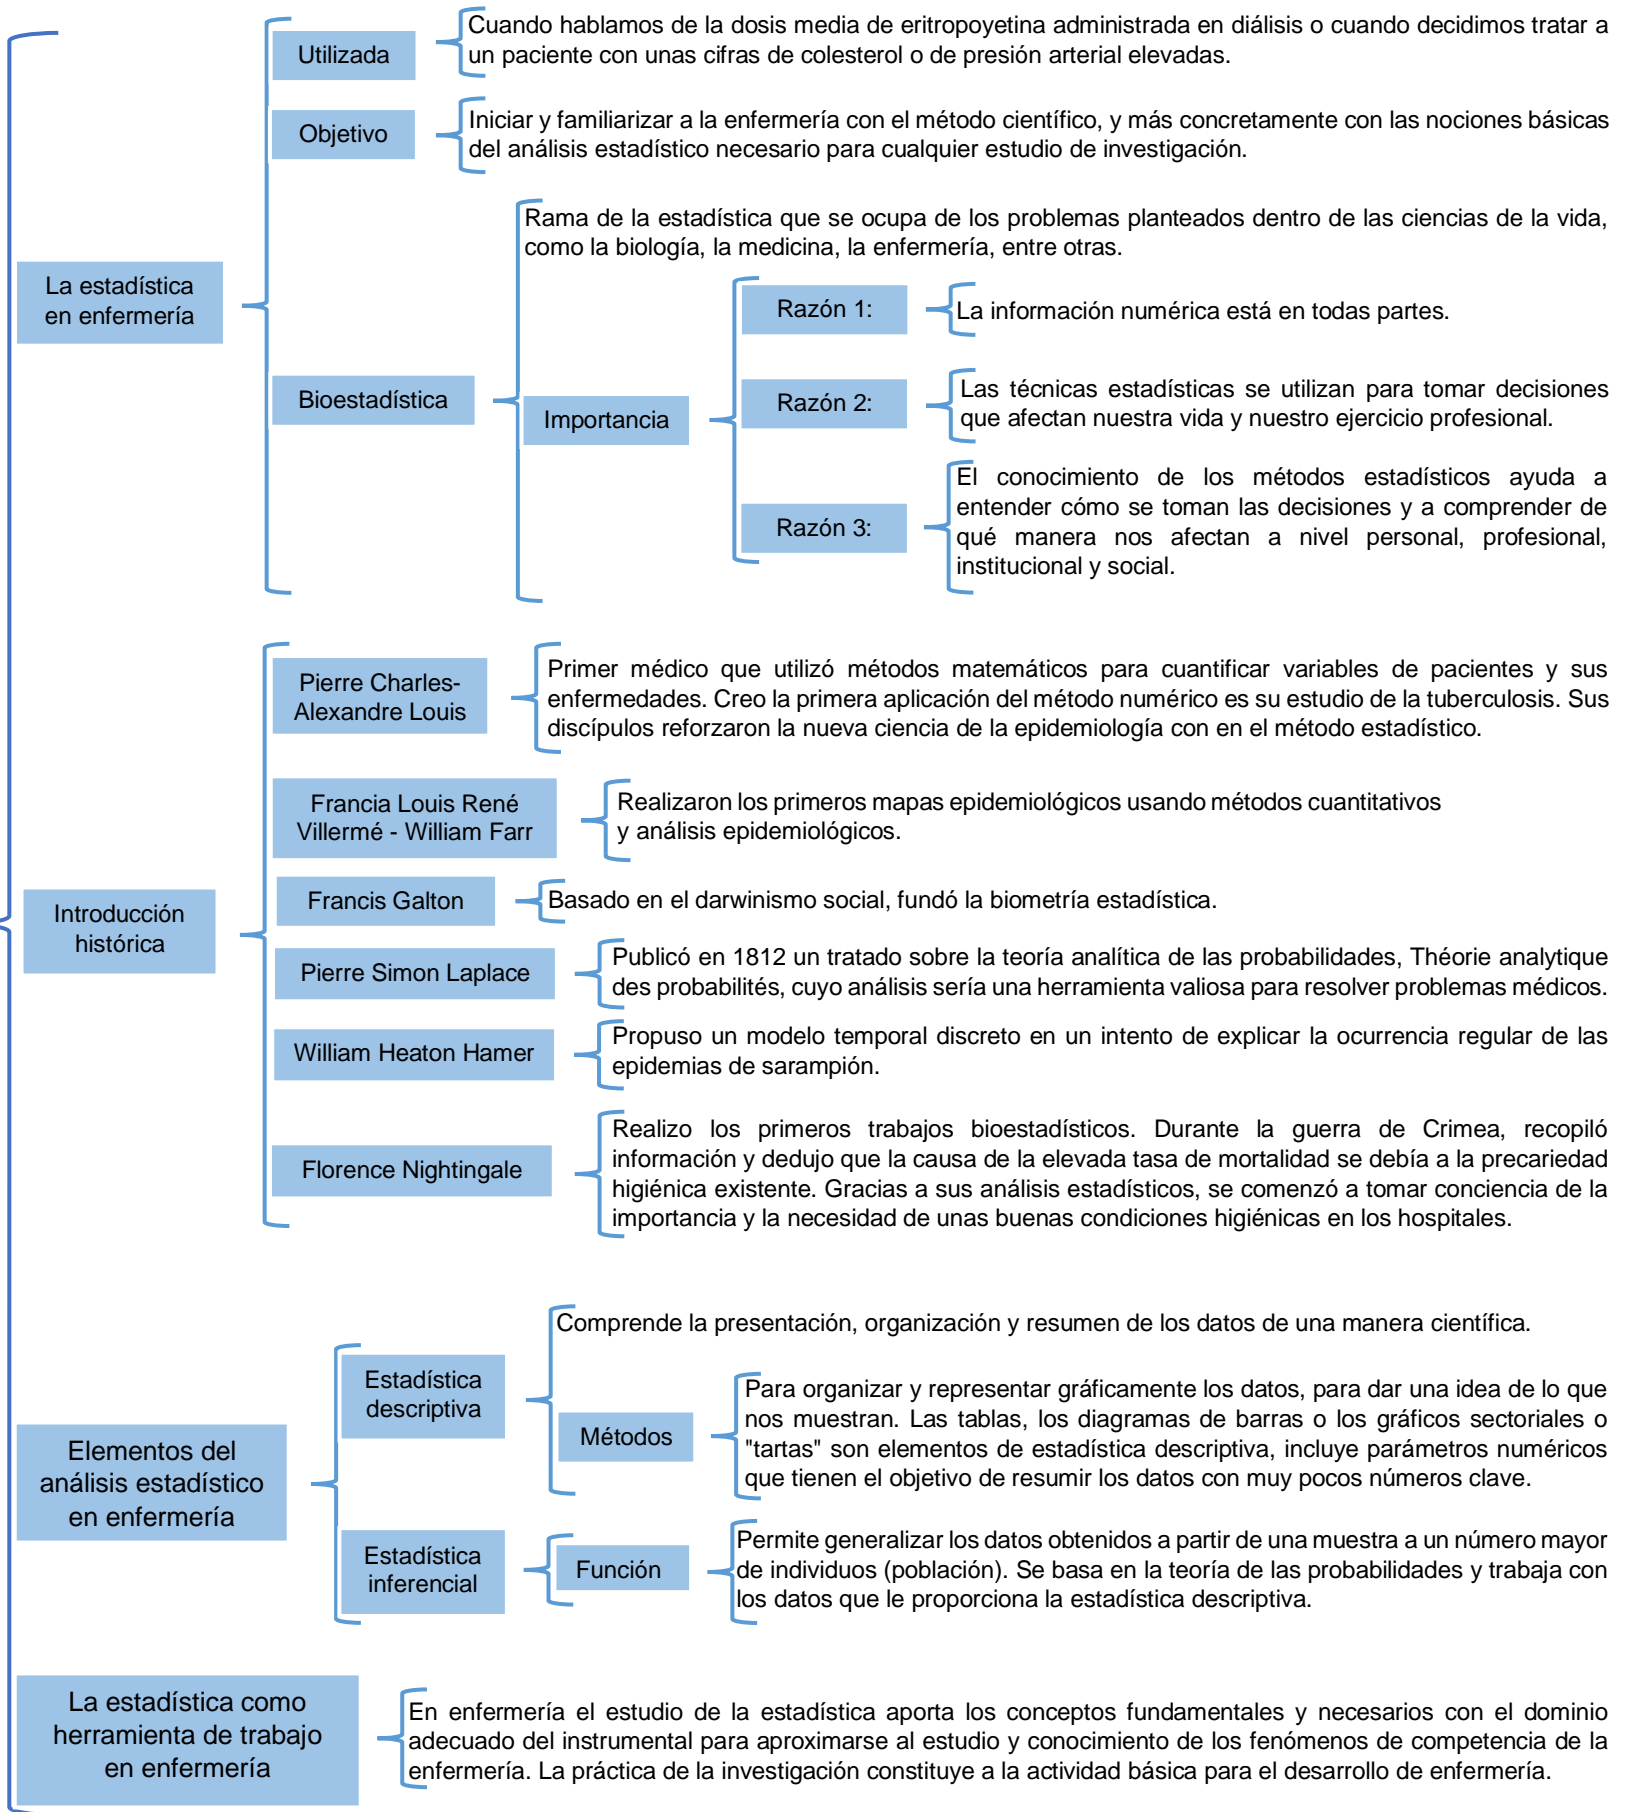 Utilizada
Cuando hablamos de la dosis media de eritropoyetina administrada en diálisis o cuando decidimos tratar a
un paciente con unas cifras de colesterol o de presión arterial elevadas.
Objetivo
Iniciar y familiarizar a la enfermería con el método científico, y más concretamente con las nociones básicas
del análisis estadístico necesario para cualquier estudio de investigación.
La estadística
en enfermería
Bioestadística
Rama de la estadística que se ocupa de los problemas planteados dentro de las ciencias de la vida,
como la biología, la medicina, la enfermería, entre otras.
Importancia
Razón 1:
La información numérica está en todas partes.
Razón 2:
Las técnicas estadísticas se utilizan para tomar decisiones
que afectan nuestra vida y nuestro ejercicio profesional.
Razón 3:
El conocimiento de los métodos estadísticos ayuda a
entender cómo se toman las decisiones y a comprender de
qué manera nos afectan a nivel personal, profesional,
institucional y social.
Introducción
histórica
Pierre Charles-
Alexandre Louis
Primer médico que utilizó métodos matemáticos para cuantificar variables de pacientes y sus
enfermedades. Creo la primera aplicación del método numérico es su estudio de la tuberculosis. Sus
discípulos reforzaron la nueva ciencia de la epidemiología con en el método estadístico.
Francia Louis René
Villermé - William Farr
Realizaron los primeros mapas epidemiológicos usando métodos cuantitativos
y análisis epidemiológicos.
Francis Galton
Basado en el darwinismo social, fundó la biometría estadística.
Pierre Simon Laplace
Publicó en 1812 un tratado sobre la teoría analítica de las probabilidades, Théorie analytique
des probabilités, cuyo análisis sería una herramienta valiosa para resolver problemas médicos.
William Heaton Hamer
Propuso un modelo temporal discreto en un intento de explicar la ocurrencia regular de las
epidemias de sarampión.
Florence Nightingale
Realizo los primeros trabajos bioestadísticos. Durante la guerra de Crimea, recopiló
información y dedujo que la causa de la elevada tasa de mortalidad se debía a la precariedad
higiénica existente. Gracias a sus análisis estadísticos, se comenzó a tomar conciencia de la
importancia y la necesidad de unas buenas condiciones higiénicas en los hospitales.
Elementos del
análisis estadístico
en enfermería
Estadística
descriptiva
Comprende la presentación, organización y resumen de los datos de una manera científica.
Métodos
Para organizar y representar gráficamente los datos, para dar una idea de lo que
nos muestran. Las tablas, los diagramas de barras o los gráficos sectoriales o
"tartas" son elementos de estadística descriptiva, incluye parámetros numéricos
que tienen el objetivo de resumir los datos con muy pocos números clave.
Estadística
inferencial
Función
Permite generalizar los datos obtenidos a partir de una muestra a un número mayor
de individuos (población). Se basa en la teoría de las probabilidades y trabaja con
los datos que le proporciona la estadística descriptiva.
La estadística como
herramienta de trabajo
en enfermería
En enfermería el estudio de la estadística aporta los conceptos fundamentales y necesarios con el dominio
adecuado del instrumental para aproximarse al estudio y conocimiento de los fenómenos de competencia de la
enfermería. La práctica de la investigación constituye a la actividad básica para el desarrollo de enfermería.